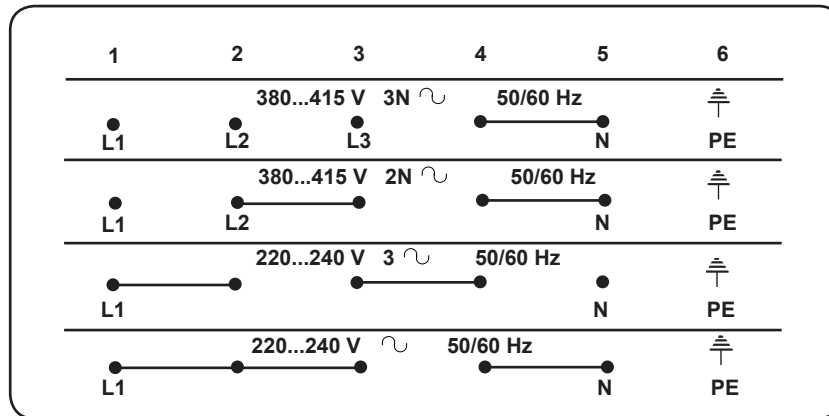 1 2 3 4 5 6
380...415 V 3N 50/60 Hz
L1 L2 L3 N PE
380...415 V 2N 50/60 Hz
L1 L2 N PE
220...240 V 3 50/60 Hz
L1 N PE
220...240 V 50/60 Hz
L1 N PE